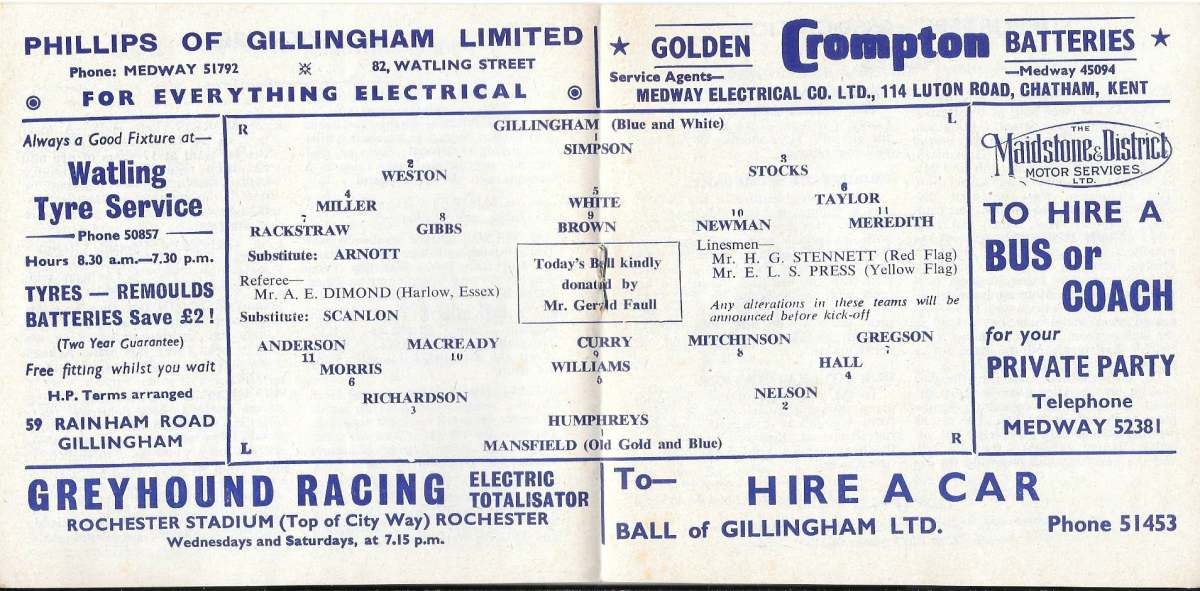 PHILLIPS OF GILLINGHAM LIMITED
Phone: MEDWAY 51792 82, WATLING STREET
FOR EVERYTHING ELECTRICAL
★ GOLDEN Crompton BATTERIES ★
Service Agents— —Medway 45094
MEDWAY ELECTRICAL CO. LTD., 114 LUTON ROAD, CHATHAM, KENT
Always a Good Fixture at—
Watling
Tyre Service
Phone 50857
Hours 8.30 a.m.—7.30 p.m.
TYRES — REMOULDS
BATTERIES Save £2!
(Two Year Guarantee)
Free fitting whilst you wait
H.P. Terms arranged
59 RAINHAM ROAD
GILLINGHAM
R L
GILLINGHAM (Blue and White)
1
SIMPSON
2 3
WESTON STOCKS
4 5 6
MILLER WHITE TAYLOR
7 8 9 10 11
RACKSTRAW GIBBS BROWN NEWMAN MEREDITH
Substitute: ARNOTT
Referee—
Mr. A. E. DIMOND (Harlow, Essex)
Substitute: SCANLON
Today's Ball kindly
donated by
Mr. Gerald Faull
Linesmen—
Mr. H. G. STENNETT (Red Flag)
Mr. E. L. S. PRESS (Yellow Flag)
Any alterations in these teams will be
announced before kick-off
ANDERSON MACREADY CURRY MITCHINSON GREGSON
11 10 9 8 7
MORRIS WILLIAMS HALL
6 5 4
RICHARDSON NELSON
3 2
HUMPHREYS
1
MANSFIELD (Old Gold and Blue)
L R
THE
Maidstone & District
MOTOR SERVICES
LTD.
TO HIRE A
BUS or
COACH
for your
PRIVATE PARTY
Telephone
MEDWAY 52381
GREYHOUND RACING ELECTRIC
TOTALISATOR
ROCHESTER STADIUM (Top of City Way) ROCHESTER
Wednesdays and Saturdays, at 7.15 p.m.
To—
HIRE A CAR
BALL of GILLINGHAM LTD. Phone 51453